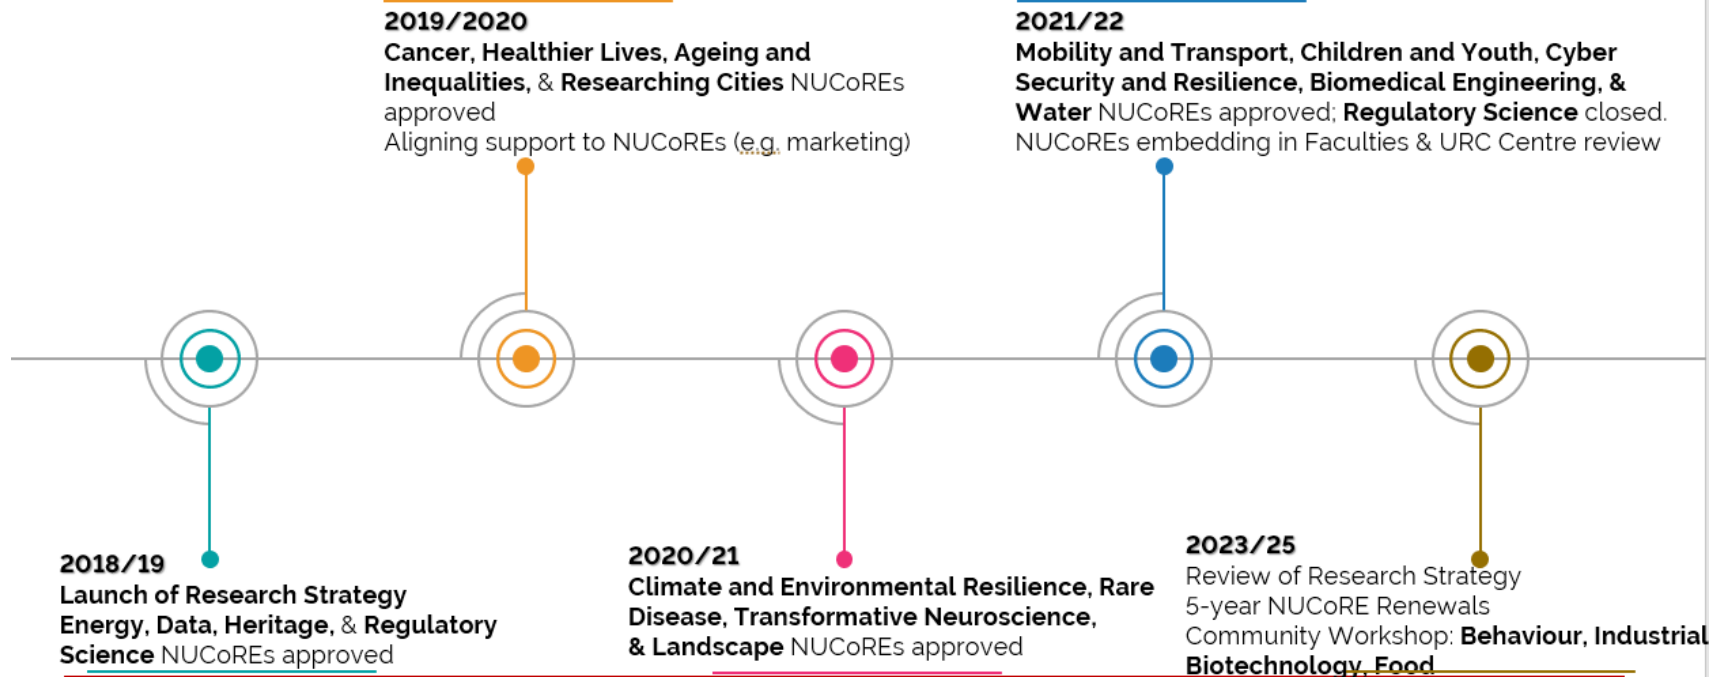 2019/2020
Cancer, Healthier Lives, Ageing and
Inequalities, & Researching Cities NUCoREs
approved
Aligning support to NUCoREs (e.g. marketing)
2021/22
Mobility and Transport, Children and Youth, Cyber
Security and Resilience, Biomedical Engineering, &
Water NUCoREs approved; Regulatory Science closed.
NUCoREs embedding in Faculties & URC Centre review
2018/19
Launch of Research Strategy
Energy, Data, Heritage, & Regulatory
Science NUCoREs approved
2020/21
Climate and Environmental Resilience, Rare
Disease, Transformative Neuroscience,
& Landscape NUCoREs approved
2023/25
Review of Research Strategy
5-year NUCoRE Renewals
Community Workshop: Behaviour, Industrial
Biotechnology, Food